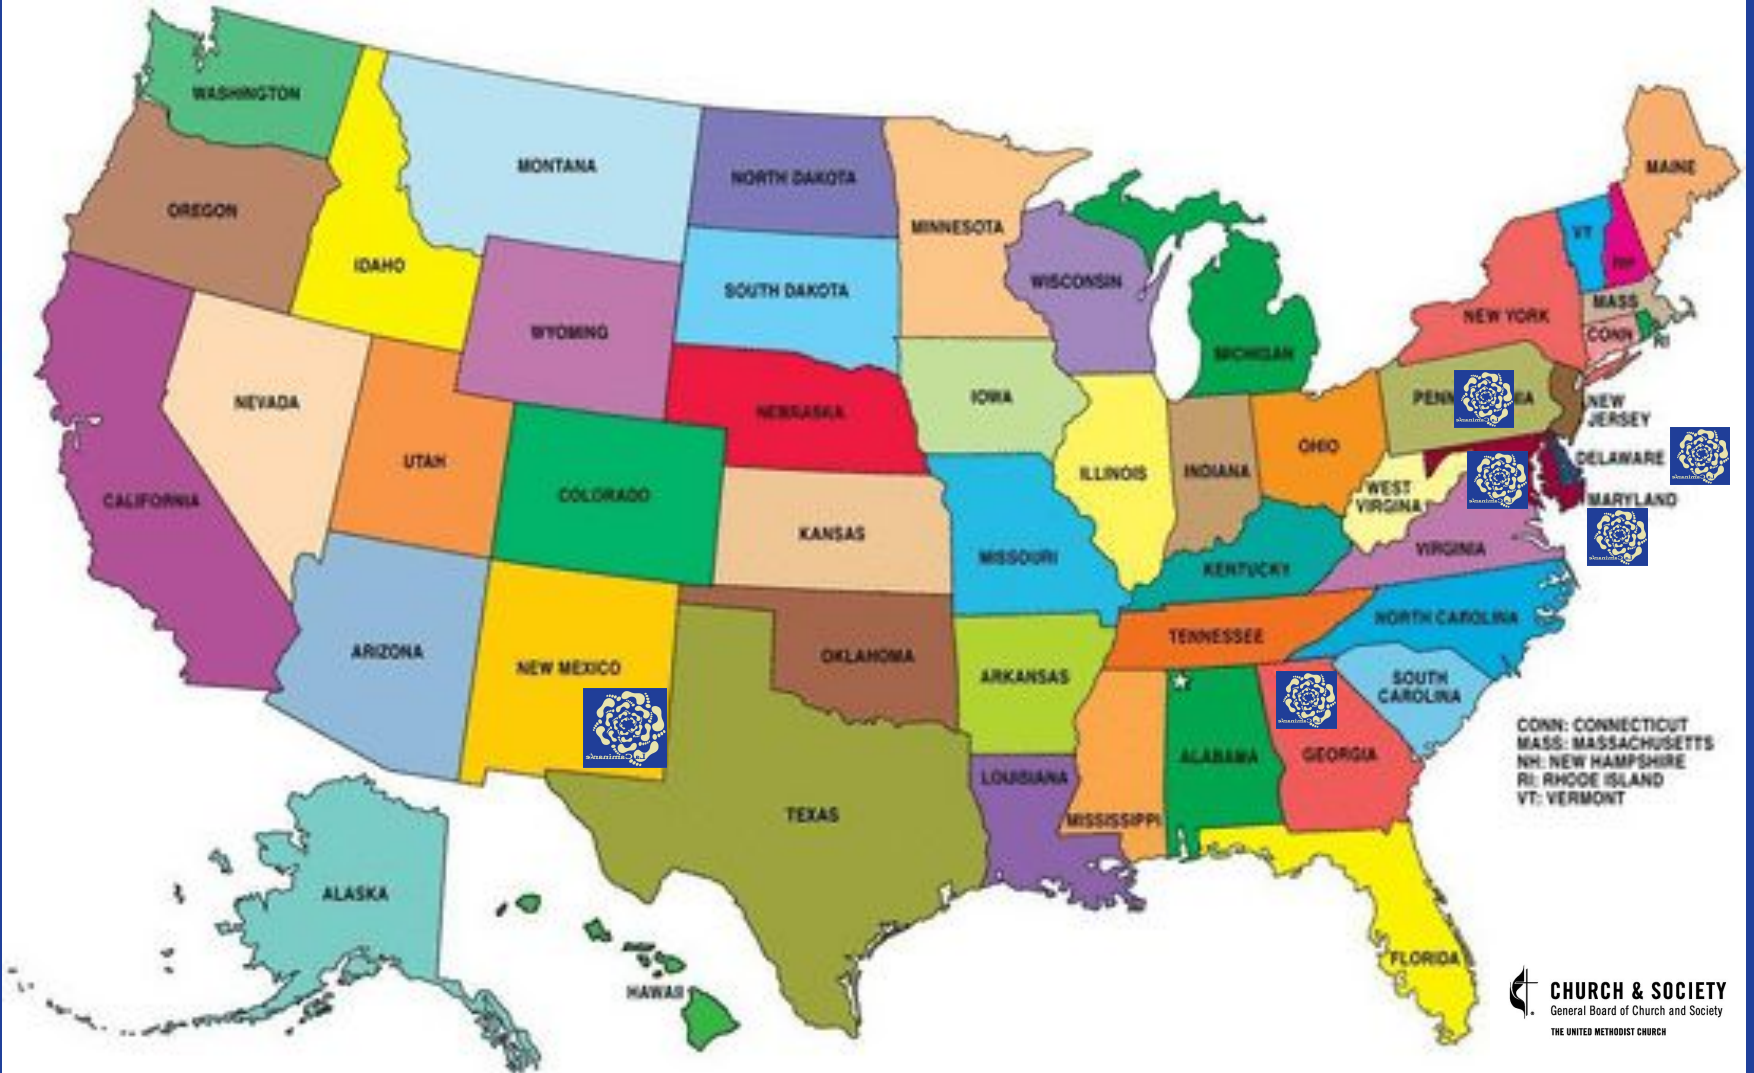 WASHINGTON
MONTANA
NORTH DAKOTA
MINNESOTA
MAINE
OREGON
IDAHO
WYOMING
SOUTH DAKOTA
WISCONSIN
MICHIGAN
VT
NH
NEW YORK
MASS
CONN
RI
NEVADA
UTAH
COLORADO
NEBRASKA
IOWA
ILLINOIS
INDIANA
OHIO
NEW
JERSEY
DELAWARE
MARYLAND
WEST
VIRGINA
VIRGINIA
CALIFORNIA
KANSAS
MISSOURI
KENTUCKY
ARIZONA
NEW MEXICO
OKLAHOMA
ARKANSAS
TENNESSEE
NORTH CAROLINA
SOUTH
CAROLINA
TEXAS
LOUISIANA
MISSISSIPPI
ALABAMA
GEORGIA
FLORIDA
ALASKA
HAWAII
CONN: CONNECTICUT
MASS: MASSACHUSETTS
NH: NEW HAMPSHIRE
RI: RHODE ISLAND
VT: VERMONT
CHURCH & SOCIETY
General Board of Church and Society
THE UNITED METHODIST CHURCH